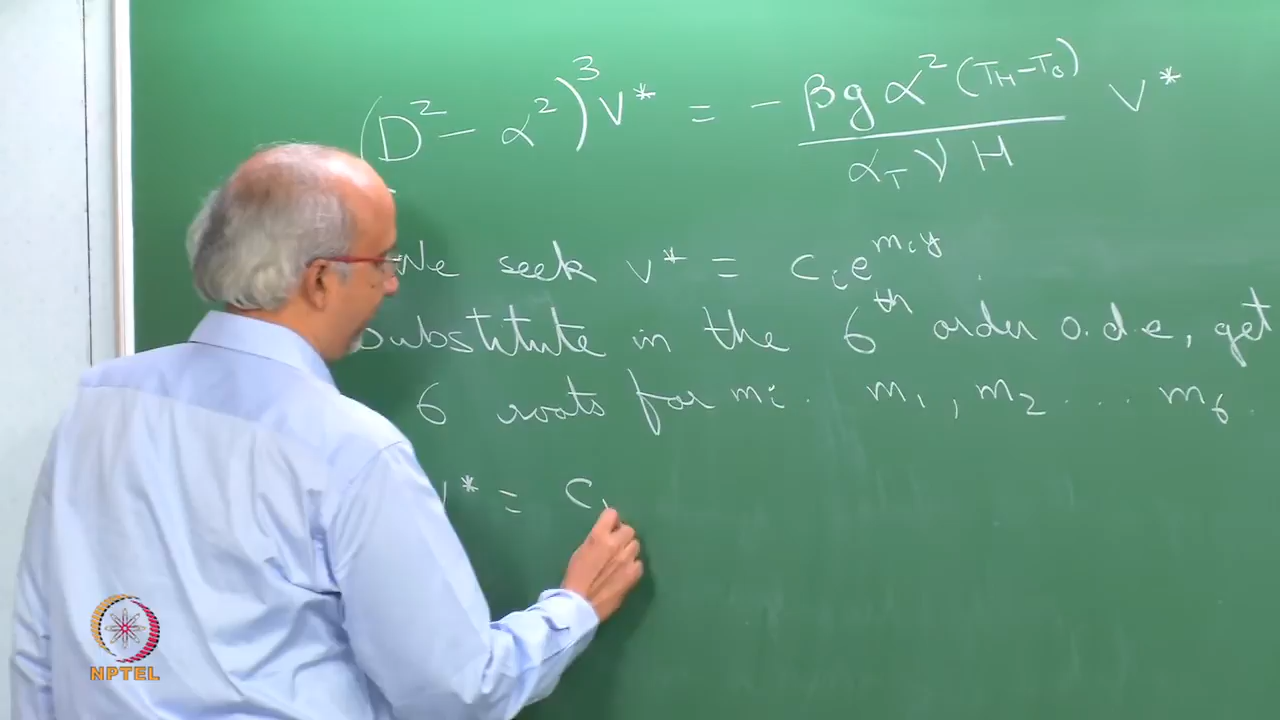 (D² − α²)³ V* = − βgα²(T_H−T_0) / α_T ν H V*
We seek v* = c_i e^{m_i y}
Substitute in the 6th order o.d.e, get
6 roots for m_i. m_1, m_2 ... m_6.
v* = C
NPTEL